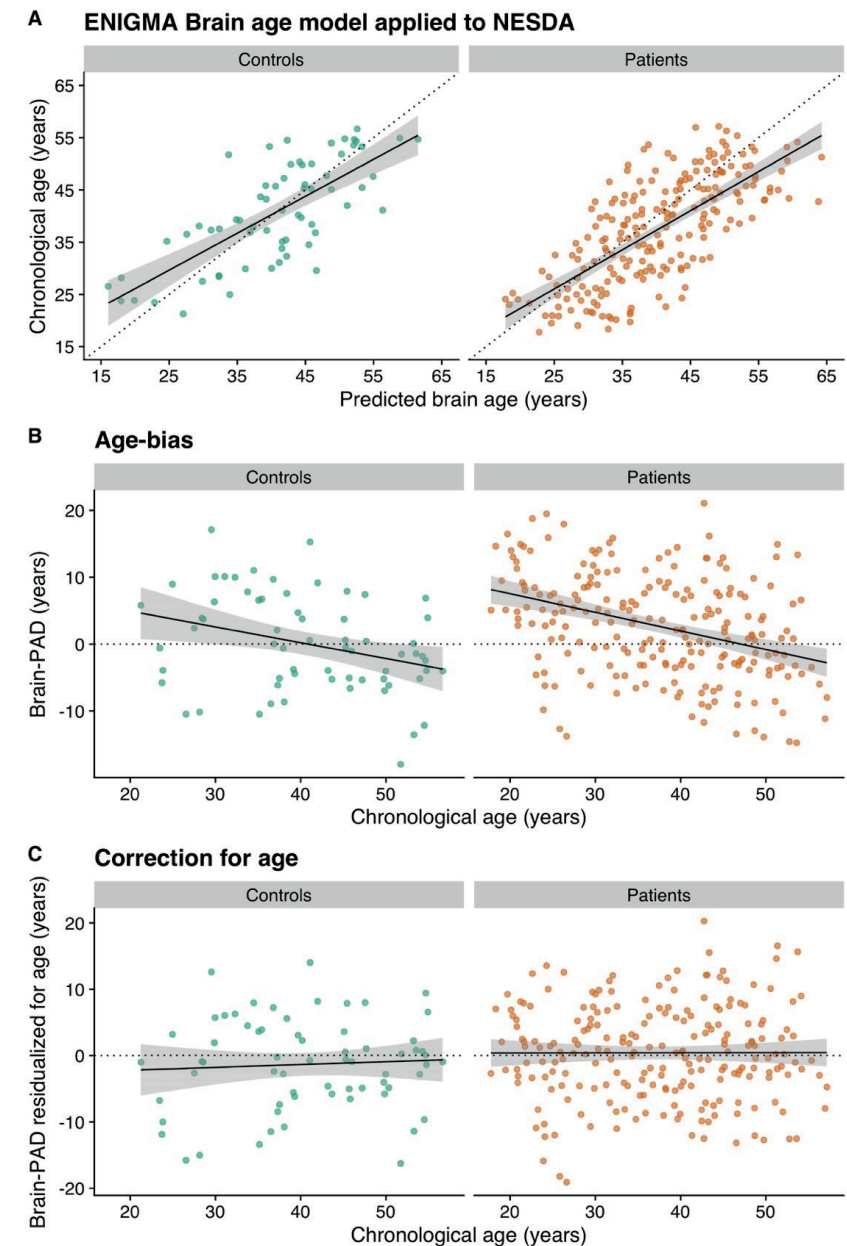 A ENIGMA Brain age model applied to NESDA
Controls Patients
Chronological age (years)
65
55
45
35
25
15
15 25 35 45 55 65 15 25 35 45 55 65
Predicted brain age (years)
B Age-bias
Controls Patients
Brain-PAD (years)
20
10
0
-10
20 30 40 50 20 30 40 50
Chronological age (years)
C Correction for age
Controls Patients
Brain-PAD residualized for age (years)
20
10
0
-10
-20
20 30 40 50 20 30 40 50
Chronological age (years)